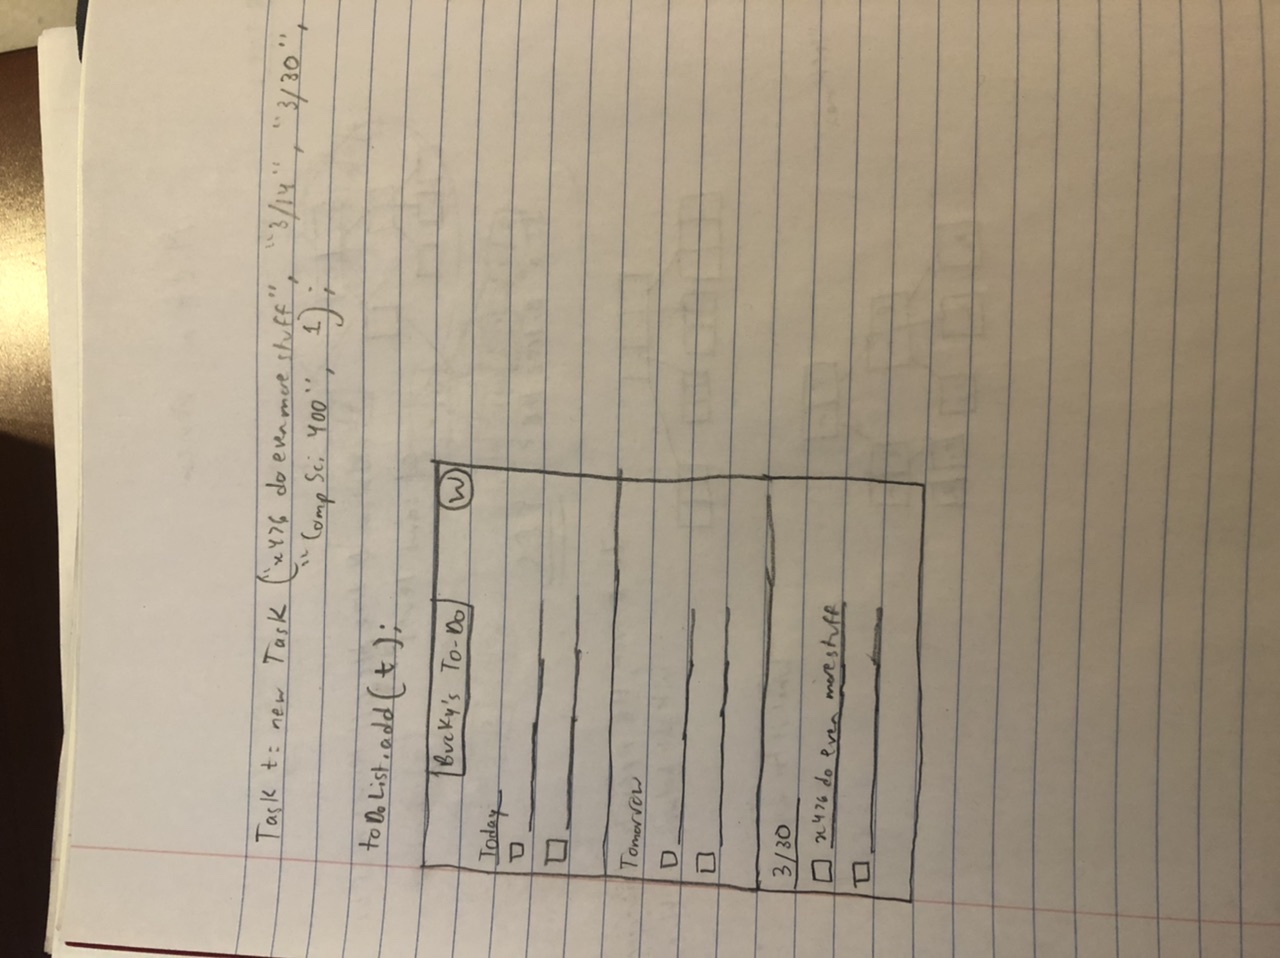 Task t = new Task ("x476 do even more stuff", "3/14", "3/30",
"Comp Sci 400", 1);
toDoList.add(t);
Bucky's To-Do W
Today
Tomorrow
3/30
x476 do even more stuff